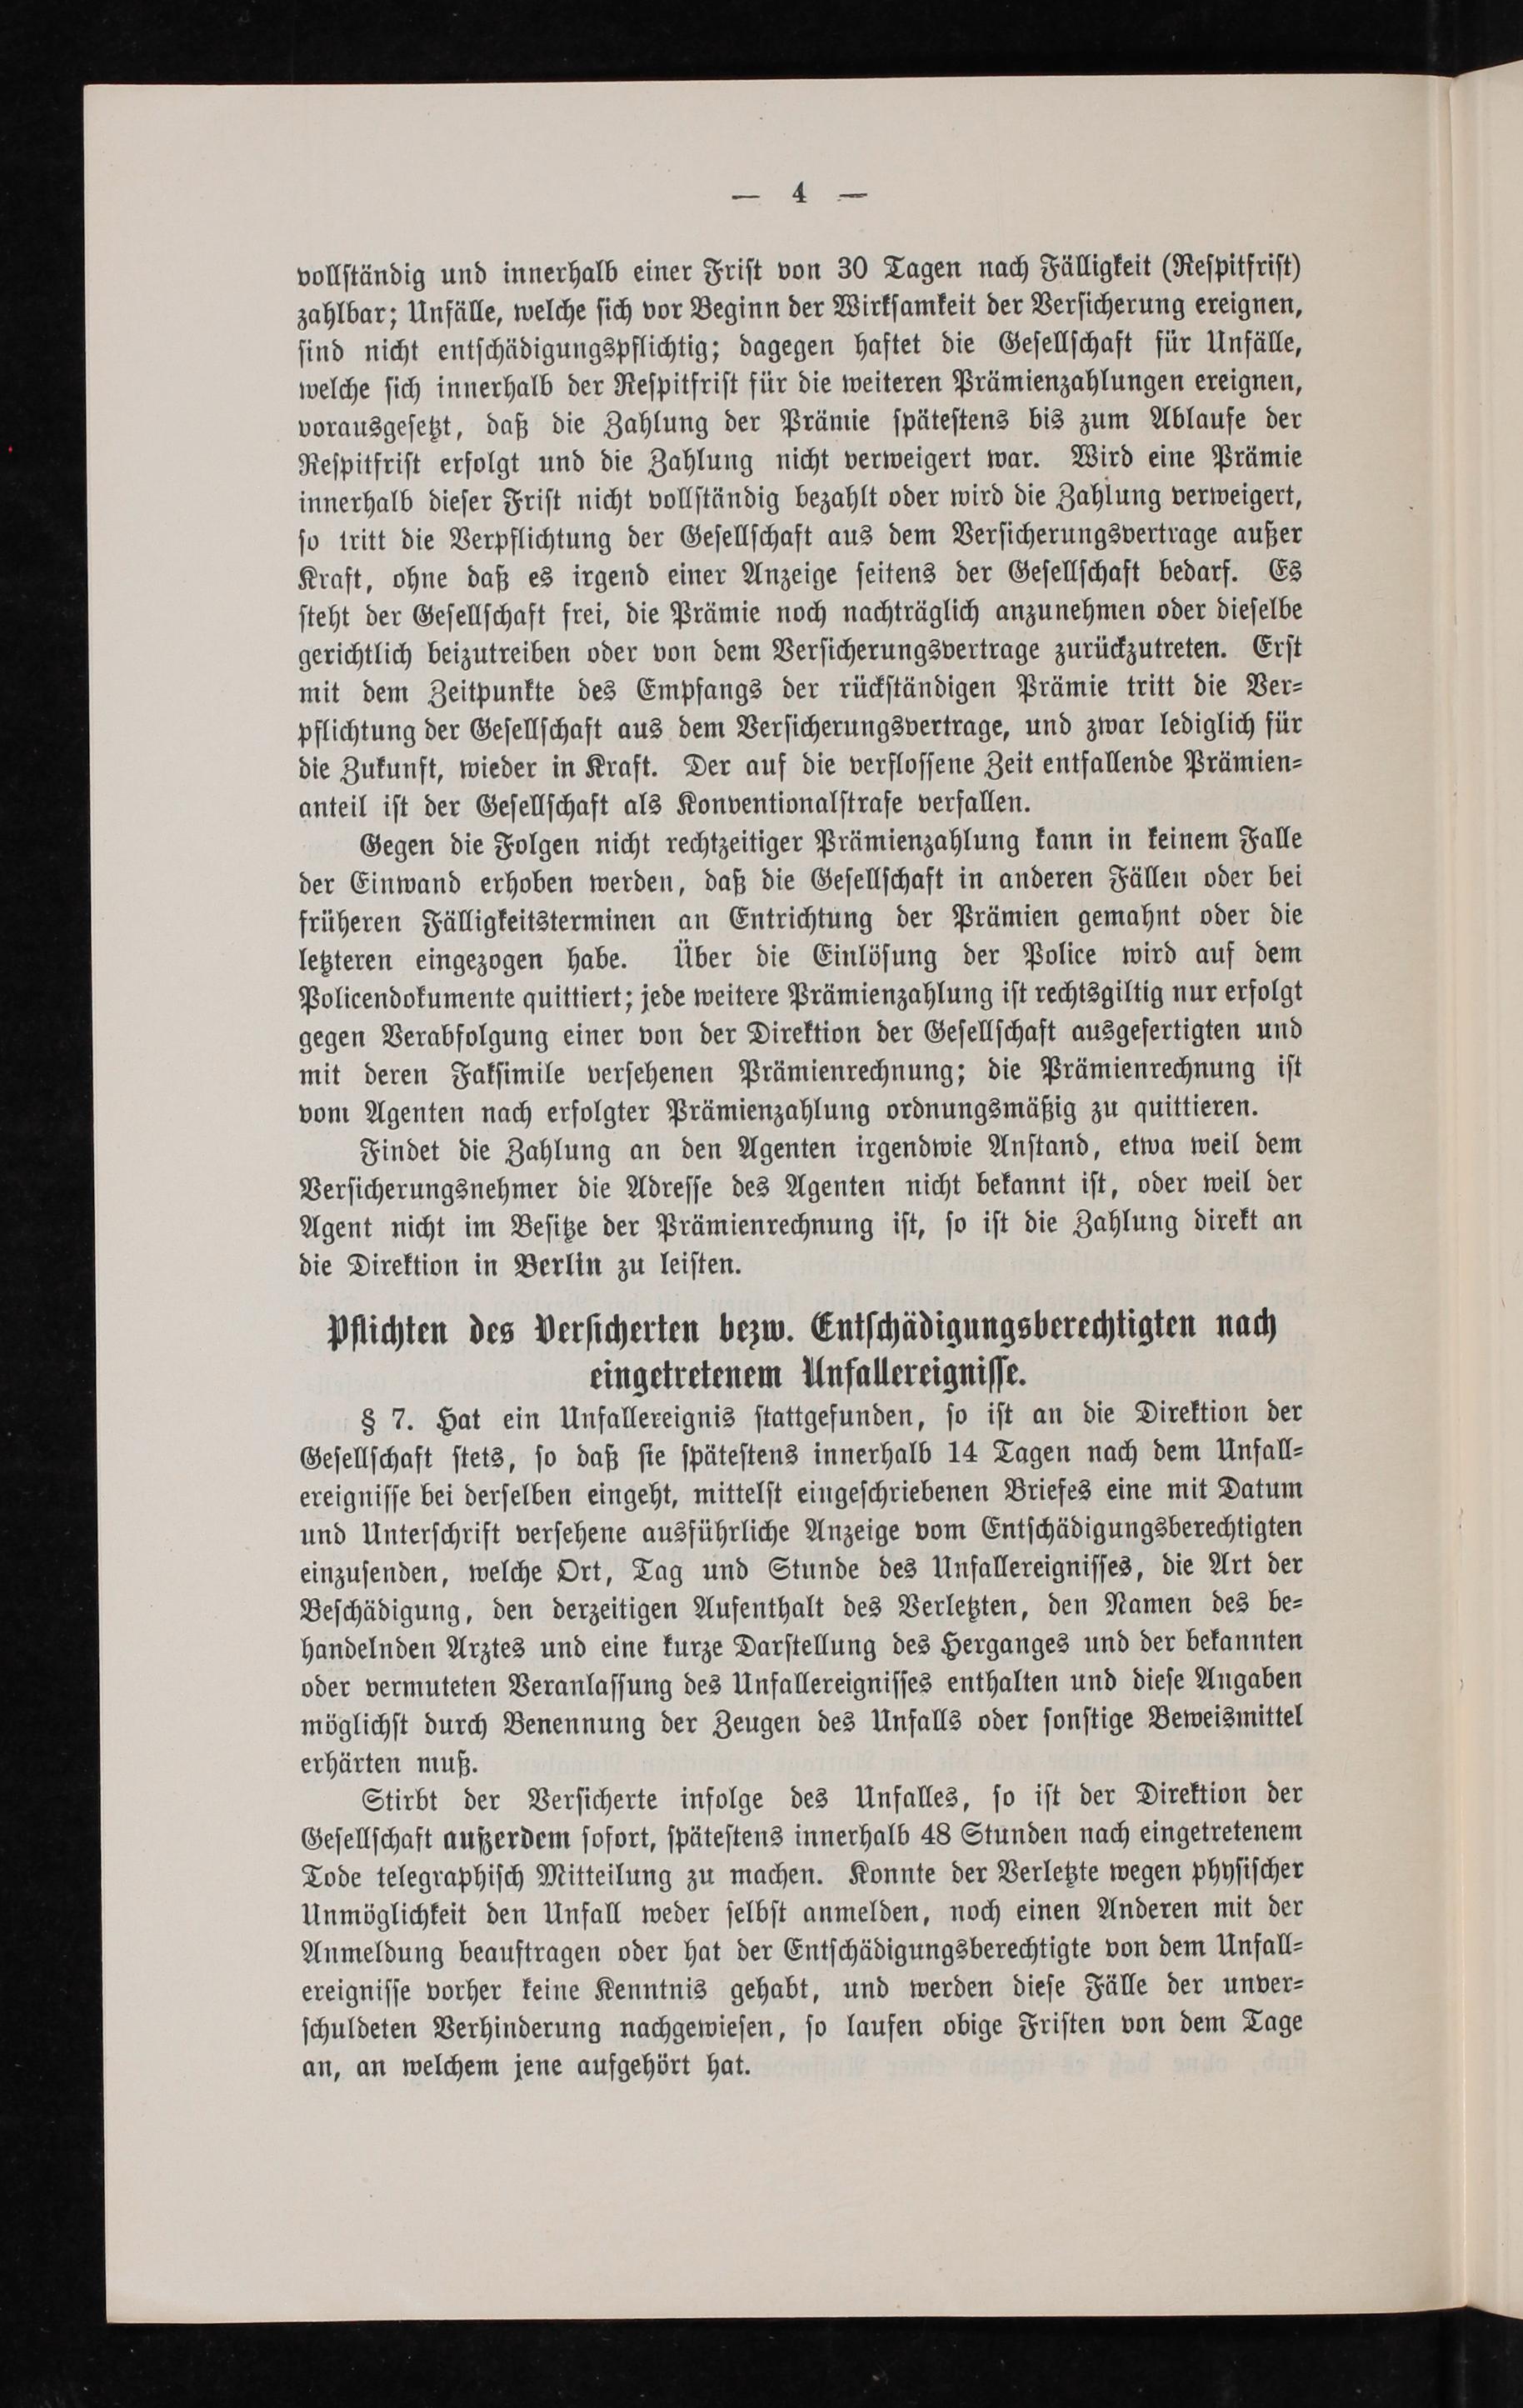 — 4 —
vollständig und innerhalb einer Frist von 30 Tagen nach Fälligkeit (Respitfrist)
zahlbar; Unfälle, welche sich vor Beginn der Wirksamkeit der Versicherung ereignen,
sind nicht entschädigungspflichtig; dagegen haftet die Gesellschaft für Unfälle,
welche sich innerhalb der Respitfrist für die weiteren Prämienzahlungen ereignen,
vorausgesetzt, daß die Zahlung der Prämie spätestens bis zum Ablaufe der
Respitfrist erfolgt und die Zahlung nicht verweigert war. Wird eine Prämie
innerhalb dieser Frist nicht vollständig bezahlt oder wird die Zahlung verweigert,
so tritt die Verpflichtung der Gesellschaft aus dem Versicherungsvertrage außer
Kraft, ohne daß es irgend einer Anzeige seitens der Gesellschaft bedarf. Es
steht der Gesellschaft frei, die Prämie noch nachträglich anzunehmen oder dieselbe
gerichtlich beizutreiben oder von dem Versicherungsvertrage zurückzutreten. Erst
mit dem Zeitpunkte des Empfangs der rückständigen Prämie tritt die Ver-
pflichtung der Gesellschaft aus dem Versicherungsvertrage, und zwar lediglich für
die Zukunft, wieder in Kraft. Der auf die verflossene Zeit entfallende Prämien-
anteil ist der Gesellschaft als Konventionalstrafe verfallen.
Gegen die Folgen nicht rechtzeitiger Prämienzahlung kann in keinem Falle
der Einwand erhoben werden, daß die Gesellschaft in anderen Fällen oder bei
früheren Fälligkeitsterminen an Entrichtung der Prämien gemahnt oder die
letzteren eingezogen habe. Über die Einlösung der Police wird auf dem
Policendokumente quittiert; jede weitere Prämienzahlung ist rechtsgiltig nur erfolgt
gegen Verabfolgung einer von der Direktion der Gesellschaft ausgefertigten und
mit deren Faksimile versehenen Prämienrechnung; die Prämienrechnung ist
vom Agenten nach erfolgter Prämienzahlung ordnungsmäßig zu quittieren.
Findet die Zahlung an den Agenten irgendwie Anstand, etwa weil dem
Versicherungsnehmer die Adresse des Agenten nicht bekannt ist, oder weil der
Agent nicht im Besitze der Prämienrechnung ist, so ist die Zahlung direkt an
die Direktion in Berlin zu leisten.
Pflichten des Versicherten bezw. Entschädigungsberechtigten nach
eingetretenem Unfallereignisse.
§ 7. Hat ein Unfallereignis stattgefunden, so ist an die Direktion der
Gesellschaft stets, so daß sie spätestens innerhalb 14 Tagen nach dem Unfall-
ereignisse bei derselben eingeht, mittelst eingeschriebenen Briefes eine mit Datum
und Unterschrift versehene ausführliche Anzeige vom Entschädigungsberechtigten
einzusenden, welche Ort, Tag und Stunde des Unfallereignisses, die Art der
Beschädigung, den derzeitigen Aufenthalt des Verletzten, den Namen des be-
handelnden Arztes und eine kurze Darstellung des Herganges und der bekannten
oder vermuteten Veranlassung des Unfallereignisses enthalten und diese Angaben
möglichst durch Benennung der Zeugen des Unfalls oder sonstige Beweismittel
erhärten muß.
Stirbt der Versicherte infolge des Unfalles, so ist der Direktion der
Gesellschaft außerdem sofort, spätestens innerhalb 48 Stunden nach eingetretenem
Tode telegraphisch Mitteilung zu machen. Konnte der Verletzte wegen physischer
Unmöglichkeit den Unfall weder selbst anmelden, noch einen Anderen mit der
Anmeldung beauftragen oder hat der Entschädigungsberechtigte von dem Unfall-
ereignisse vorher keine Kenntnis gehabt, und werden diese Fälle der unver-
schuldeten Verhinderung nachgewiesen, so laufen obige Fristen von dem Tage
an, an welchem jene aufgehört hat.